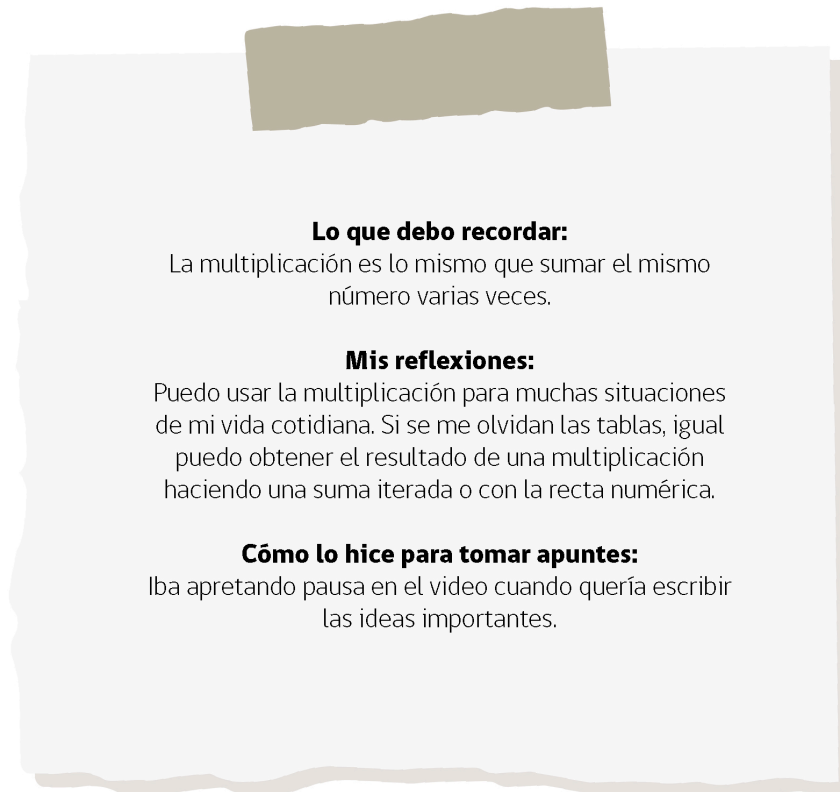 Lo que debo recordar:
La multiplicación es lo mismo que sumar el mismo
número varias veces.
Mis reflexiones:
Puedo usar la multiplicación para muchas situaciones
de mi vida cotidiana. Si se me olvidan las tablas, igual
puedo obtener el resultado de una multiplicación
haciendo una suma iterada o con la recta numérica.
Cómo lo hice para tomar apuntes:
Iba apretando pausa en el video cuando quería escribir
las ideas importantes.